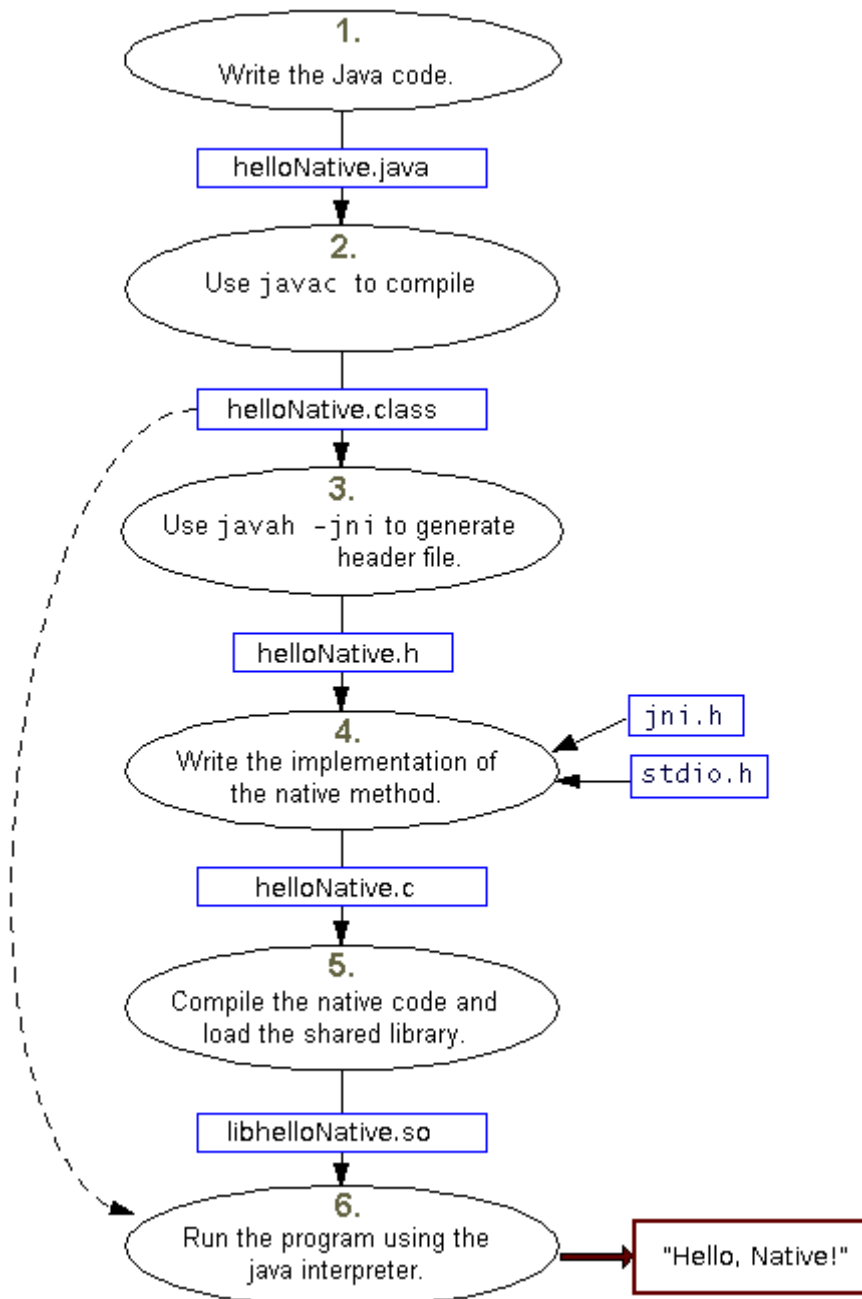 1.
Write the Java code.
helloNative.java
2.
Use javac to compile
helloNative.class
3.
Use javah -jni to generate
header file.
helloNative.h
4.
Write the implementation of
the native method.
jni.h
stdio.h
helloNative.c
5.
Compile the native code and
load the shared library.
libhelloNative.so
6.
Run the program using the
java interpreter.
"Hello, Native!"